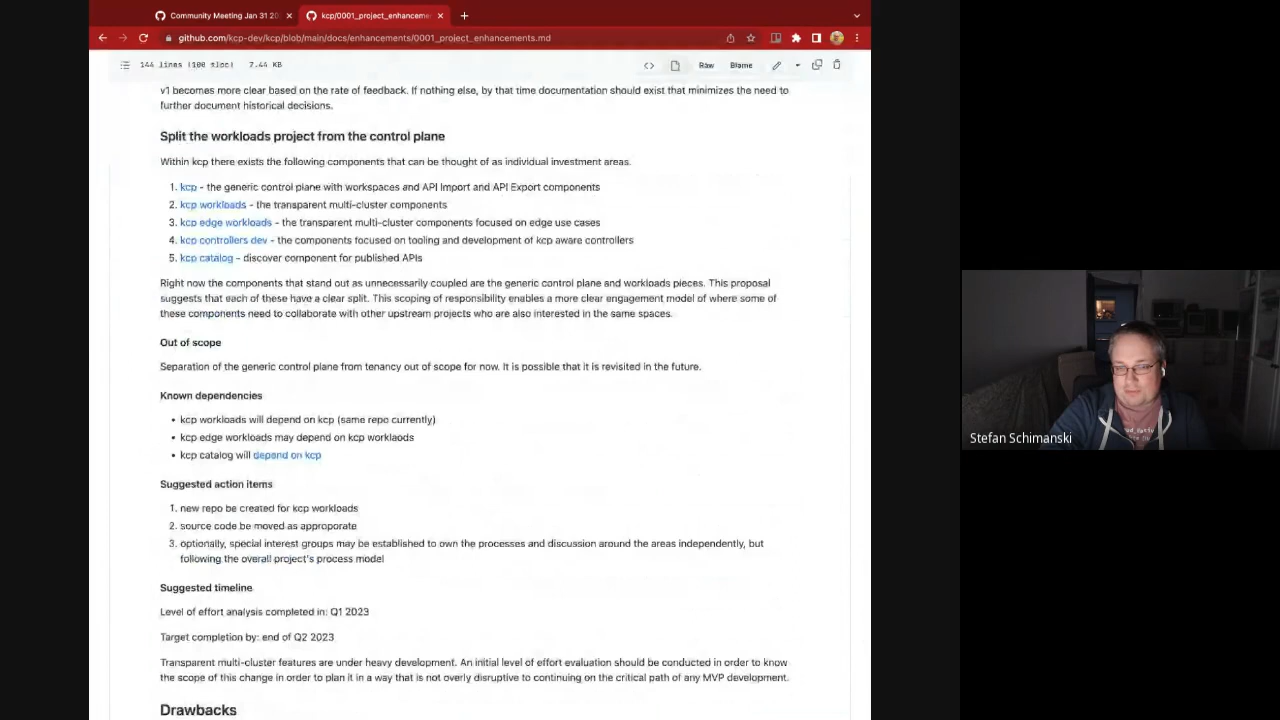 Community Meeting Jan 31 20
kcp/0001_project_enhanceme
github.com/kcp-dev/kcp/blob/main/docs/enhancements/0001_project_enhancements.md
144 lines (100 sloc) 7.44 KB
Raw
Blame
v1 becomes more clear based on the rate of feedback. If nothing else, by that time documentation should exist that minimizes the need to
further document historical decisions.
Split the workloads project from the control plane
Within kcp there exists the following components that can be thought of as individual investment areas.
1. kcp - the generic control plane with workspaces and API Import and API Export components
2. kcp workloads - the transparent multi-cluster components
3. kcp edge workloads - the transparent multi-cluster components focused on edge use cases
4. kcp controllers dev - the components focused on tooling and development of kcp aware controllers
5. kcp catalog - discover component for published APIs
Right now the components that stand out as unnecessarily coupled are the generic control plane and workloads pieces. This proposal
suggests that each of these have a clear split. This scoping of responsibility enables a more clear engagement model of where some of
these components need to collaborate with other upstream projects who are also interested in the same spaces.
Out of scope
Separation of the generic control plane from tenancy out of scope for now. It is possible that it is revisited in the future.
Known dependencies
• kcp workloads will depend on kcp (same repo currently)
• kcp edge workloads may depend on kcp worklaods
• kcp catalog will depend on kcp
Suggested action items
1. new repo be created for kcp workloads
2. source code be moved as approporate
3. optionally, special interest groups may be established to own the processes and discussion around the areas independently, but
following the overall project's process model
Suggested timeline
Level of effort analysis completed in: Q1 2023
Target completion by: end of Q2 2023
Transparent multi-cluster features are under heavy development. An initial level of effort evaluation should be conducted in order to know
the scope of this change in order to plan it in a way that is not overly disruptive to continuing on the critical path of any MVP development.
Drawbacks
Stefan Schimanski